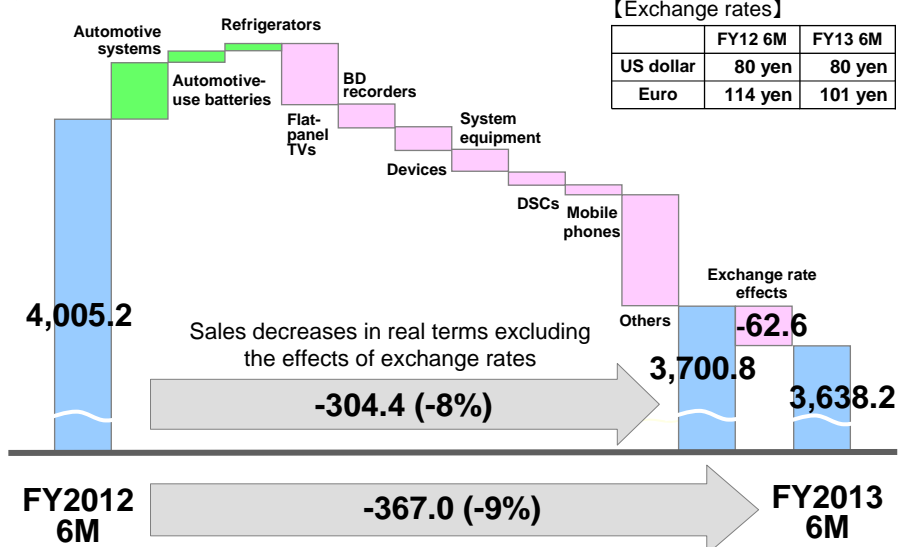 【Exchange rates】
FY12 6M FY13 6M
US dollar 80 yen 80 yen
Euro 114 yen 101 yen
Automotive
systems
Refrigerators
Automotive-
use batteries
BD
recorders
Flat-
panel
TVs
System
equipment
Devices
DSCs
Mobile
phones
Others
Exchange rate
effects
-62.6
4,005.2
3,700.8
3,638.2
Sales decreases in real terms excluding
the effects of exchange rates
-304.4 (-8%)
FY2012
6M
-367.0 (-9%)
FY2013
6M